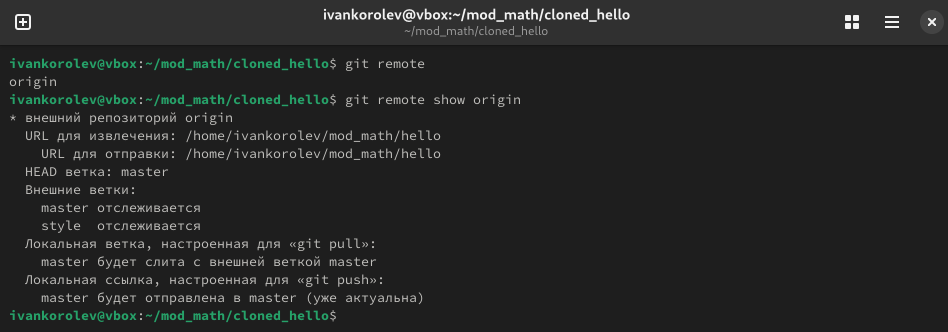 ivankorolev@vbox:~/mod_math/cloned_hello
~/mod_math/cloned_hello
ivankorolev@vbox:~/mod_math/cloned_hello$ git remote
origin
ivankorolev@vbox:~/mod_math/cloned_hello$ git remote show origin
* внешний репозиторий origin
  URL для извлечения: /home/ivankorolev/mod_math/hello
    URL для отправки: /home/ivankorolev/mod_math/hello
  HEAD ветка: master
  Внешние ветки:
    master отслеживается
    style  отслеживается
  Локальная ветка, настроенная для «git pull»:
    master будет слита с внешней веткой master
  Локальная ссылка, настроенная для «git push»:
    master будет отправлена в master (уже актуальна)
ivankorolev@vbox:~/mod_math/cloned_hello$